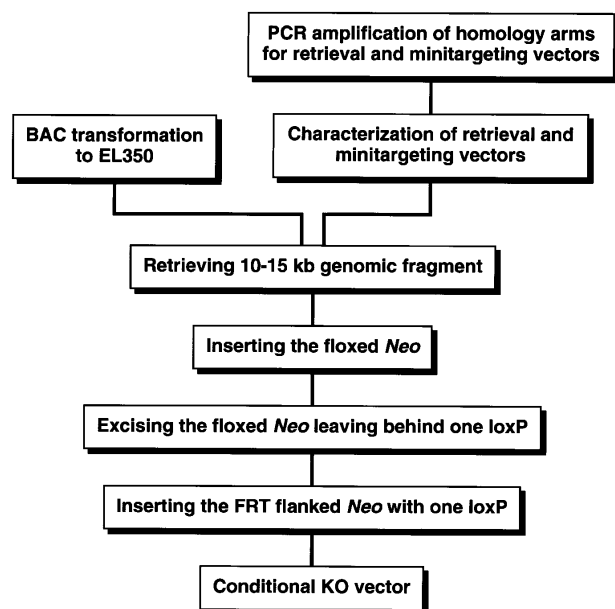 PCR amplification of homology arms
for retrieval and minitargeting vectors
BAC transformation
to EL350
Characterization of retrieval and
minitargeting vectors
Retrieving 10-15 kb genomic fragment
Inserting the floxed Neo
Excising the floxed Neo leaving behind one loxP
Inserting the FRT flanked Neo with one loxP
Conditional KO vector